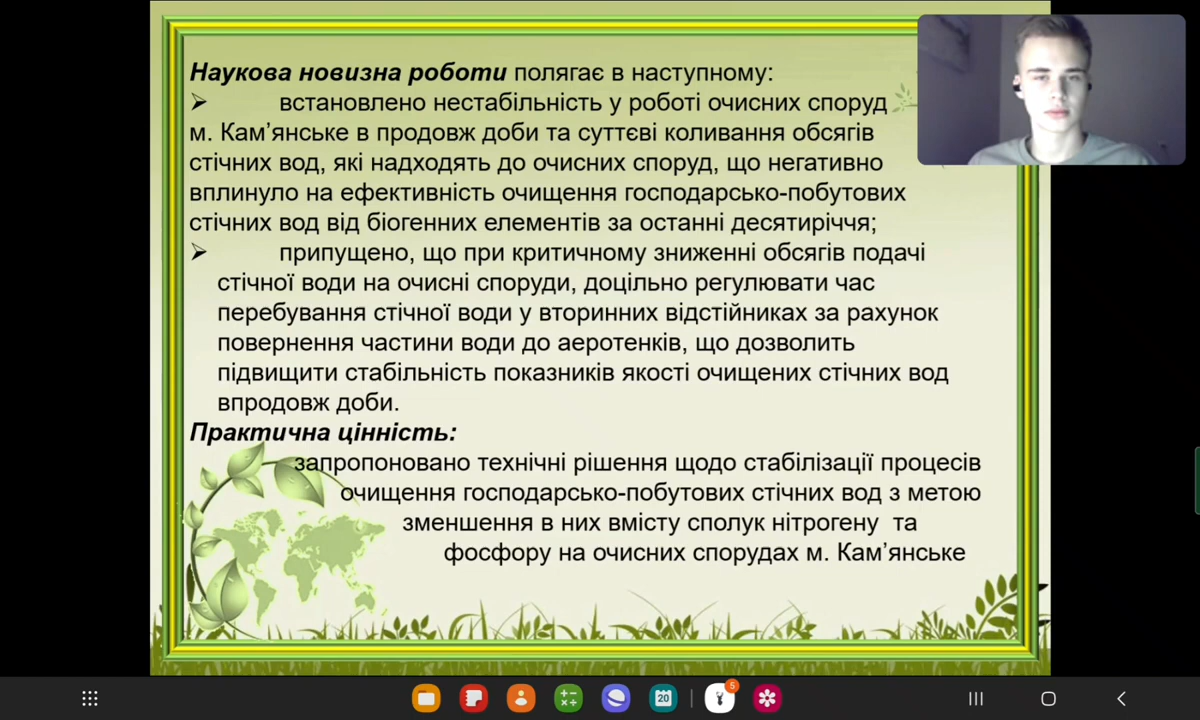 Наукова новизна роботи полягає в наступному:
➢ встановлено нестабільність у роботі очисних споруд
м. Кам’янське в продовж доби та суттєві коливання обсягів
стічних вод, які надходять до очисних споруд, що негативно
вплинуло на ефективність очищення господарсько-побутових
стічних вод від біогенних елементів за останні десятиріччя;
➢ припущено, що при критичному зниженні обсягів подачі
стічної води на очисні споруди, доцільно регулювати час
перебування стічної води у вторинних відстійниках за рахунок
повернення частини води до аеротенків, що дозволить
підвищити стабільність показників якості очищених стічних вод
впродовж доби.
Практична цінність:
запропоновано технічні рішення щодо стабілізації процесів
очищення господарсько-побутових стічних вод з метою
зменшення в них вмісту сполук нітрогену та
фосфору на очисних спорудах м. Кам’янське
20
5